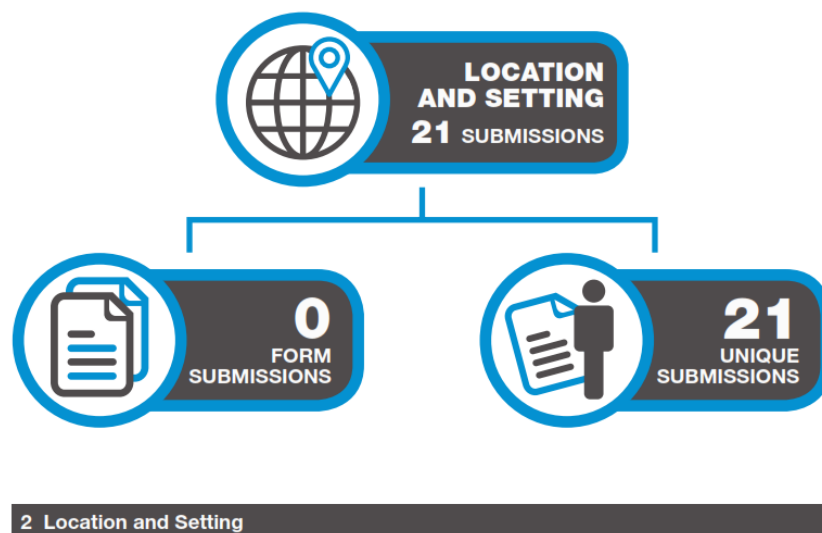 LOCATION
AND SETTING
21 SUBMISSIONS
0
FORM
SUBMISSIONS
21
UNIQUE
SUBMISSIONS
2 Location and Setting